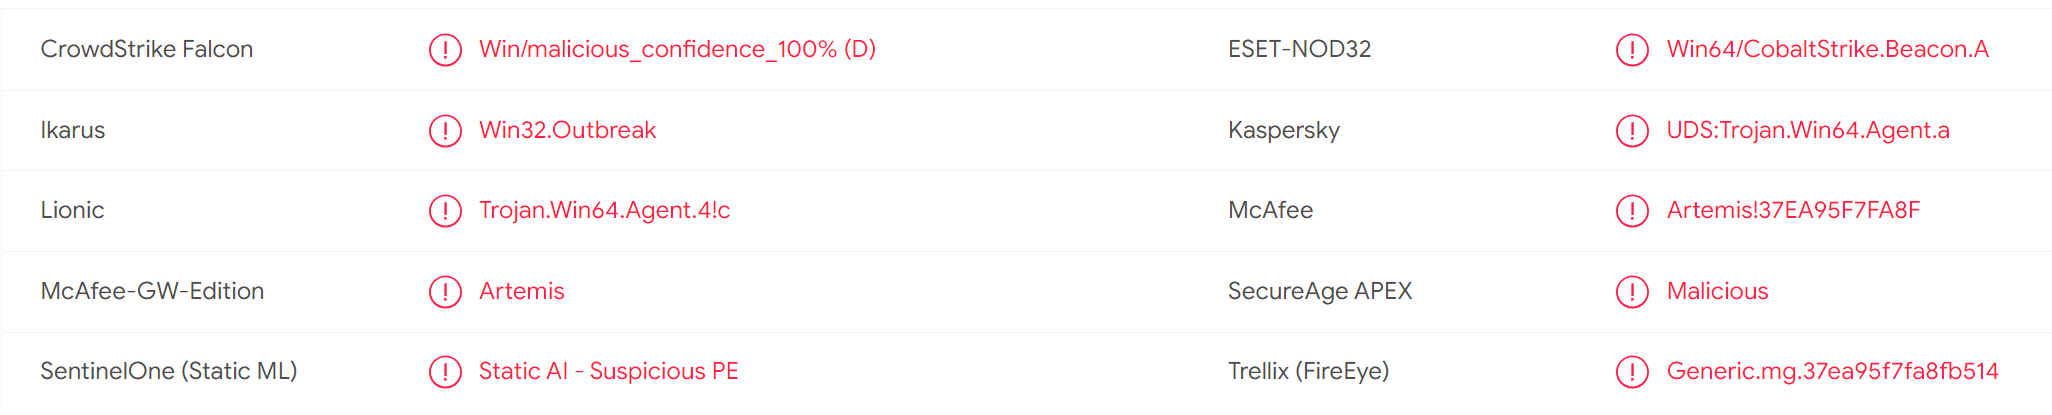 CrowdStrike Falcon Win/malicious_confidence_100% (D) ESET-NOD32 Win64/CobaltStrike.Beacon.A
Ikarus Win32.Outbreak Kaspersky UDS:Trojan.Win64.Agent.a
Lionic Trojan.Win64.Agent.4!c McAfee Artemis!37EA95F7FA8F
McAfee-GW-Edition Artemis SecureAge APEX Malicious
SentinelOne (Static ML) Static AI - Suspicious PE Trellix (FireEye) Generic.mg.37ea95f7fa8fb514